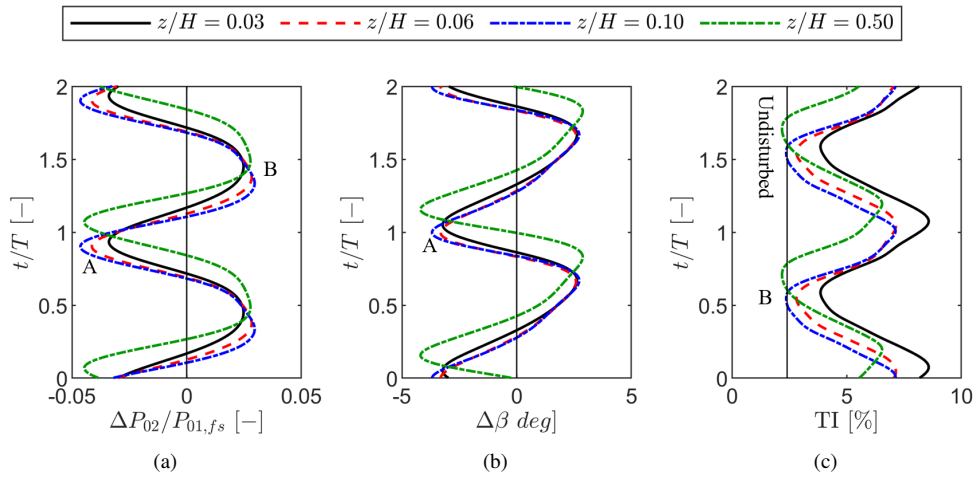 z/H = 0.03 z/H = 0.06 z/H = 0.10 z/H = 0.50
2
1.5
1
0.5
0
t/T [−]
A
B
-0.05 0 0.05
ΔP02/P01,fs [−]
(a)
2
1.5
1
0.5
0
t/T [−]
A
-5 0 5
Δβ deg]
(b)
2
1.5
1
0.5
0
t/T [−]
Undisturbed
B
5 10
TI [%]
(c)